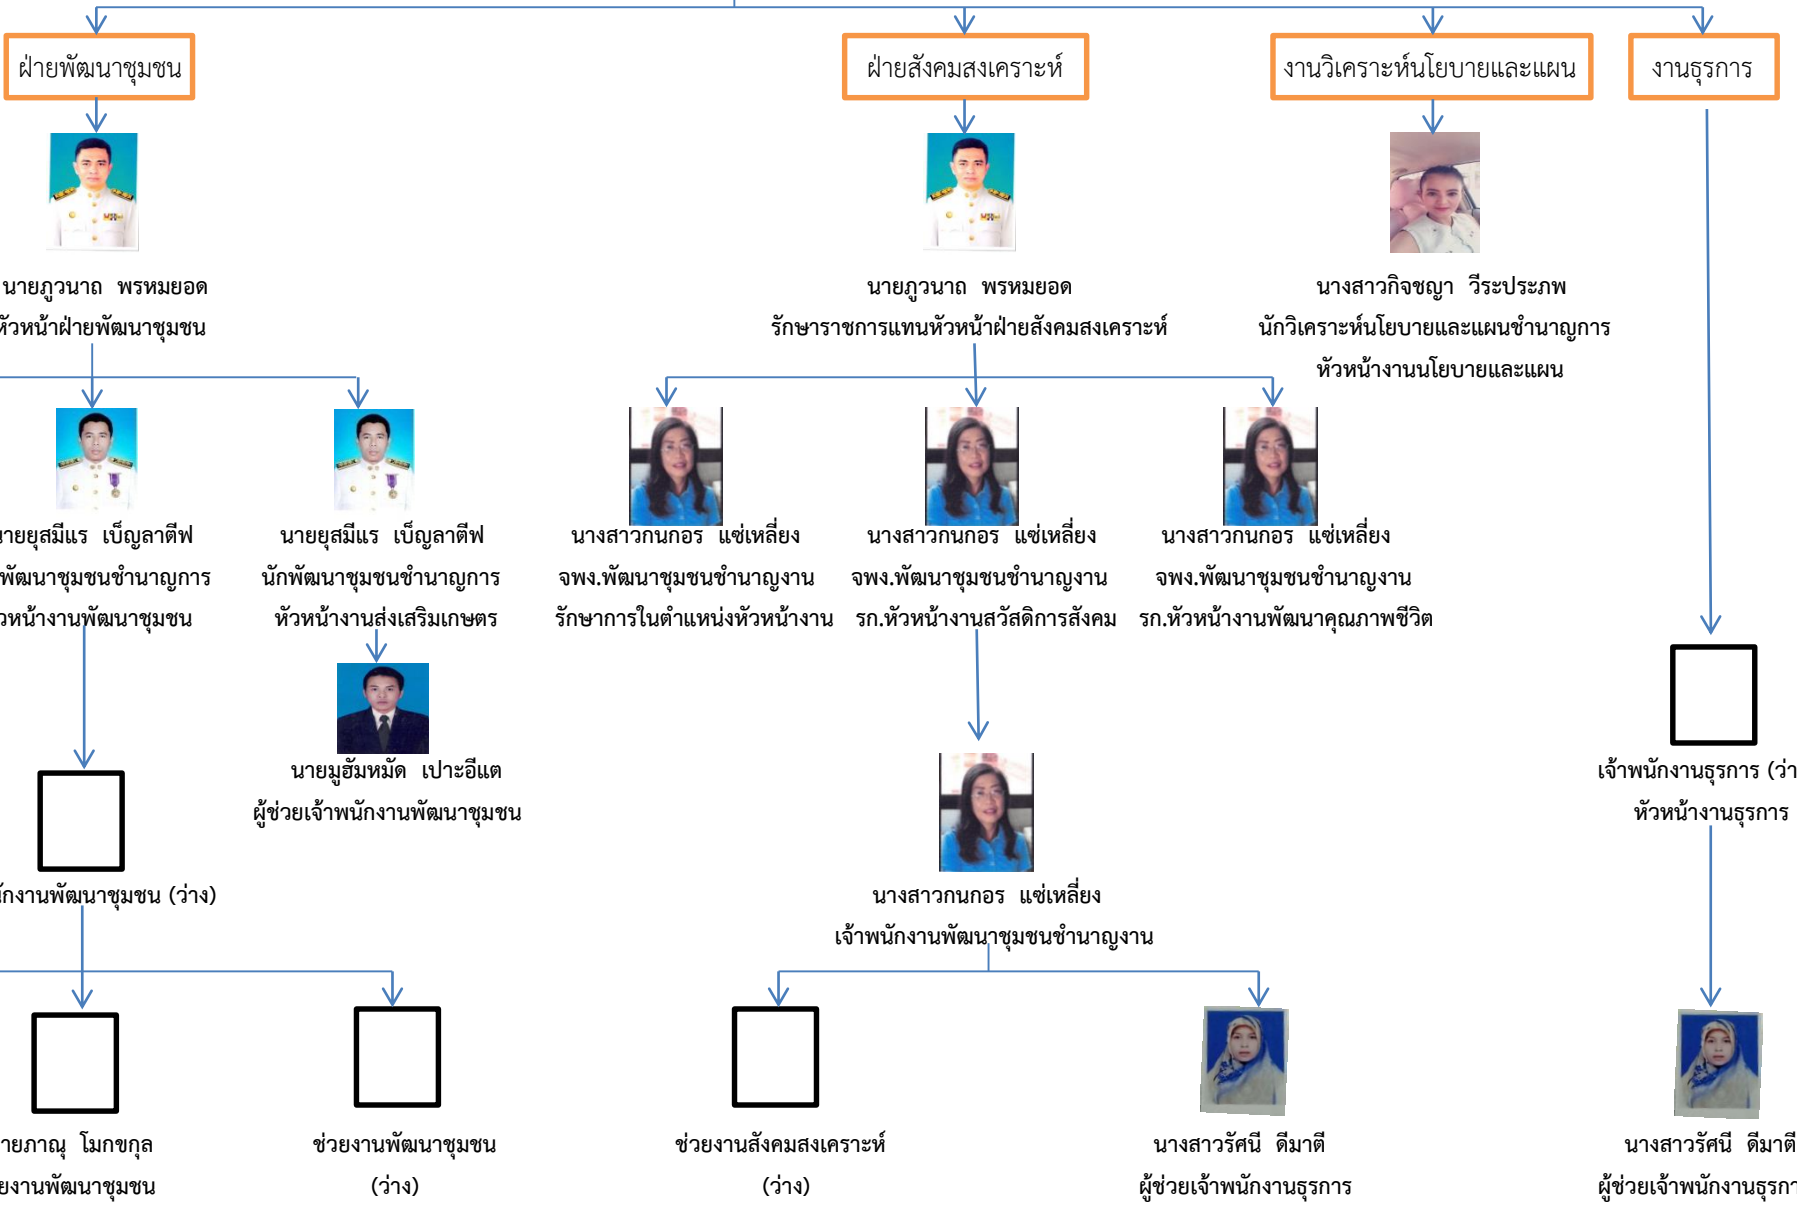 ฝ่ายพัฒนาชุมชน
ฝ่ายสังคมสงเคราะห์
งานวิเคราะห์นโยบายและแผน
งานธุรการ
นายภูวนาถ พรหมยอด
หัวหน้าฝ่ายพัฒนาชุมชน
นายภูวนาถ พรหมยอด
รักษาราชการแทนหัวหน้าฝ่ายสังคมสงเคราะห์
นางสาวกิจชญา วีระประภพ
นักวิเคราะห์นโยบายและแผนชำนาญการ
หัวหน้างานนโยบายและแผน
นายยุสมีแร เบ็ญลาตีฟ
พัฒนาชุมชนชำนาญการ
วหน้างานพัฒนาชุมชน
นายยุสมีแร เบ็ญลาตีฟ
นักพัฒนาชุมชนชำนาญการ
หัวหน้างานส่งเสริมเกษตร
นางสาวกนกอร แซ่เหลี่ยง
จพง.พัฒนาชุมชนชำนาญงาน
รักษาการในตำแหน่งหัวหน้างาน
นางสาวกนกอร แซ่เหลี่ยง
จพง.พัฒนาชุมชนชำนาญงาน
รก.หัวหน้างานสวัสดิการสังคม
นางสาวกนกอร แซ่เหลี่ยง
จพง.พัฒนาชุมชนชำนาญงาน
รก.หัวหน้างานพัฒนาคุณภาพชีวิต
นายมูฮัมหมัด เปาะอีแต
ผู้ช่วยเจ้าพนักงานพัฒนาชุมชน
เจ้าพนักงานธุรการ (ว่า
หัวหน้างานธุรการ
นักงานพัฒนาชุมชน (ว่าง)
นางสาวกนกอร แซ่เหลี่ยง
เจ้าพนักงานพัฒนาชุมชนชำนาญงาน
ายภาณุ โมกขกุล
ยงานพัฒนาชุมชน
ช่วยงานพัฒนาชุมชน
(ว่าง)
ช่วยงานสังคมสงเคราะห์
(ว่าง)
นางสาวรัศนี ดีมาตี
ผู้ช่วยเจ้าพนักงานธุรการ
นางสาวรัศนี ดีมาตี
ผู้ช่วยเจ้าพนักงานธุรกา